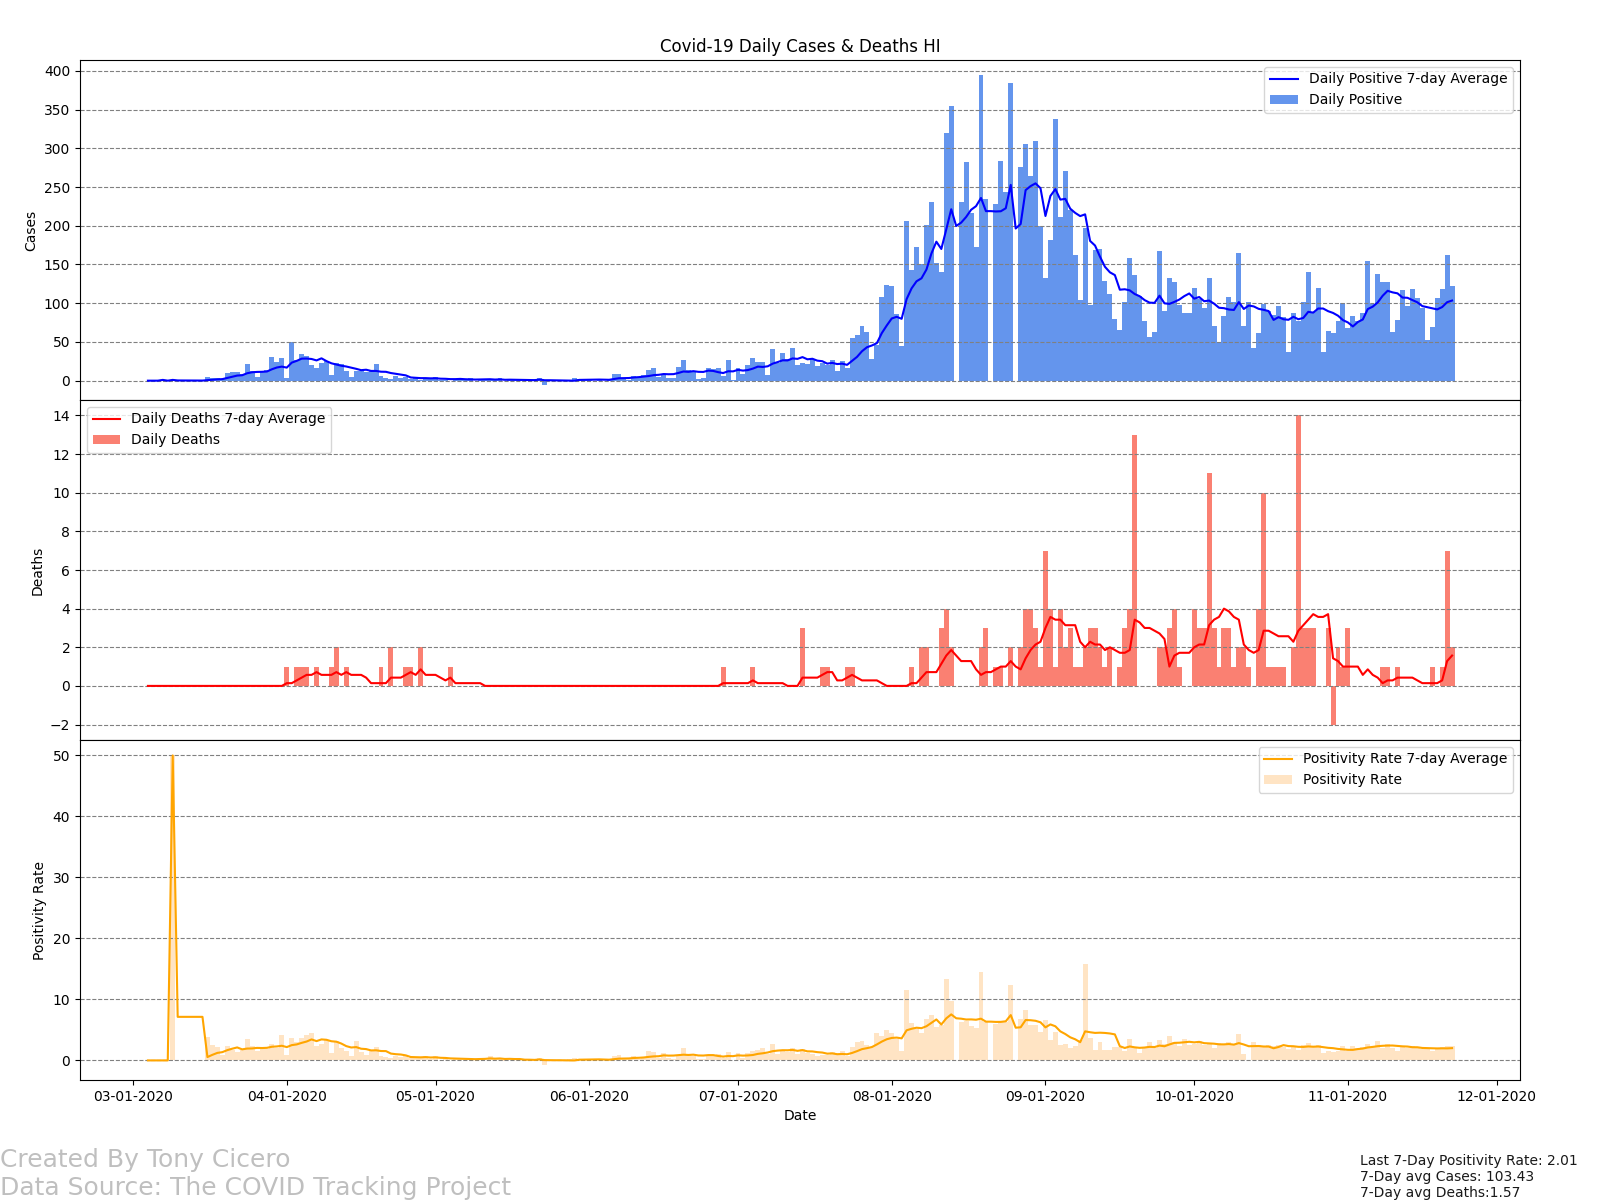 Covid-19 Daily Cases & Deaths HI
400
350
300
250
200
150
100
50
0
Cases
Daily Positive 7-day Average
Daily Positive
14
12
10
8
6
4
2
0
−2
Deaths
Daily Deaths 7-day Average
Daily Deaths
50
40
30
20
10
0
Positivity Rate
Positivity Rate 7-day Average
Positivity Rate
03-01-2020 04-01-2020 05-01-2020 06-01-2020 07-01-2020 08-01-2020 09-01-2020 10-01-2020 11-01-2020 12-01-2020
Date
Created By Tony Cicero
Data Source: The COVID Tracking Project
Last 7-Day Positivity Rate: 2.01
7-Day avg Cases: 103.43
7-Day avg Deaths:1.57